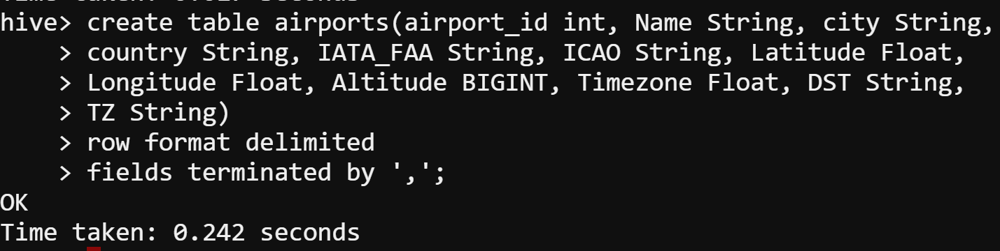 hive> create table airports(airport_id int, Name String, city String,
    > country String, IATA_FAA String, ICAO String, Latitude Float,
    > Longitude Float, Altitude BIGINT, Timezone Float, DST String,
    > TZ String)
    > row format delimited
    > fields terminated by ',';
OK
Time taken: 0.242 seconds